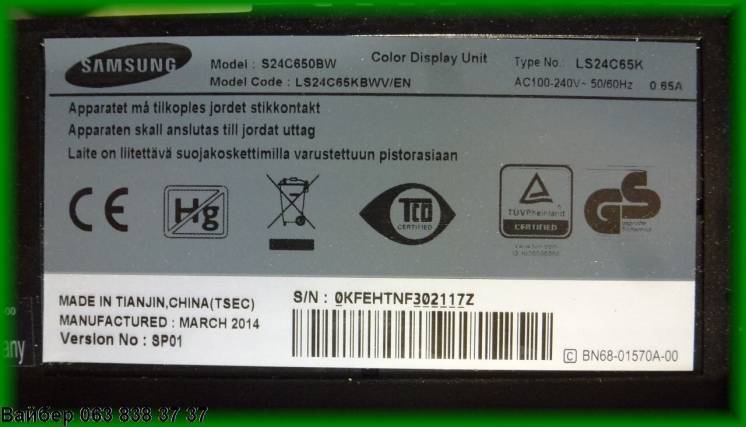 SAMSUNG
Model : S24C650BW Color Display Unit Type No : LS24C65K
Model Code : LS24C65KBWV/EN AC100-240V~ 50/60Hz 0.65A
Apparatet må tilkoples jordet stikkontakt
Apparaten skall anslutas till jordat uttag
Laite on liitettävä suojakoskettimilla varustettuun pistorasiaan
CE
Hg
TCO
CERTIFIED
TÜVRheinland
CERTIFIED
GS
MADE IN TIANJIN,CHINA(TSEC)
MANUFACTURED : MARCH 2014
Version No : SP01
S/N : 0KFEHTNF302117Z
C BN68-01570A-00
any
Вайбер 063 838 37 37